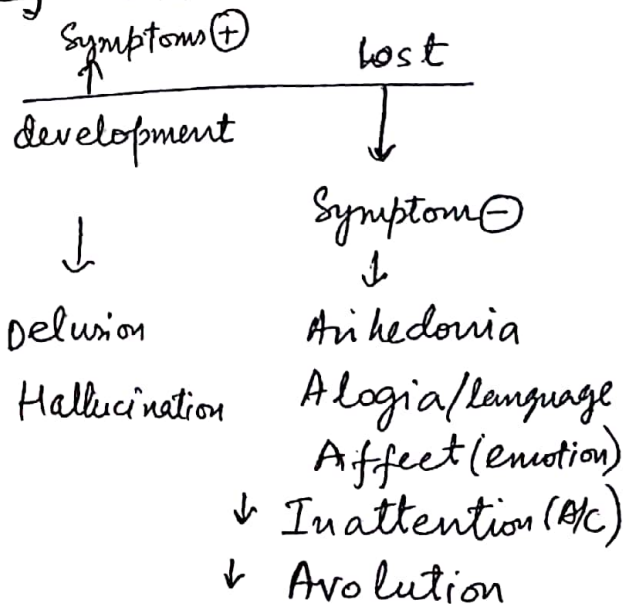 Symptoms ⊕
Lost
development
Symptom ⊖
↓
↓
Delusion
Anhedonia
Hallucination
Alogia/language
Affect (emotion)
↓ Inattention (A/C)
↓ Avolution